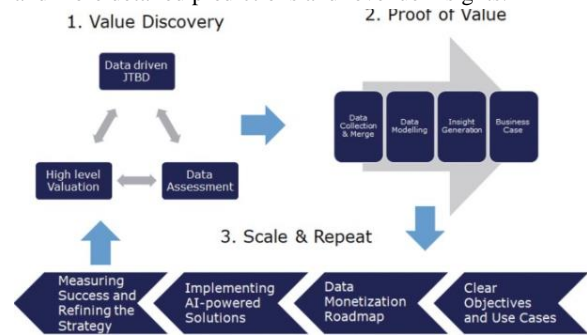 1. Value Discovery
Data driven
JTBD
High level
Valuation
Data
Assessment
2. Proof of Value
Data
Collection
& Merge
Data
Modelling
Insight
Generation
Business
Case
3. Scale & Repeat
Measuring
Success and
Refining the
Strategy
Implementing
AI-powered
Solutions
Data
Monetization
Roadmap
Clear
Objectives
and Use Cases